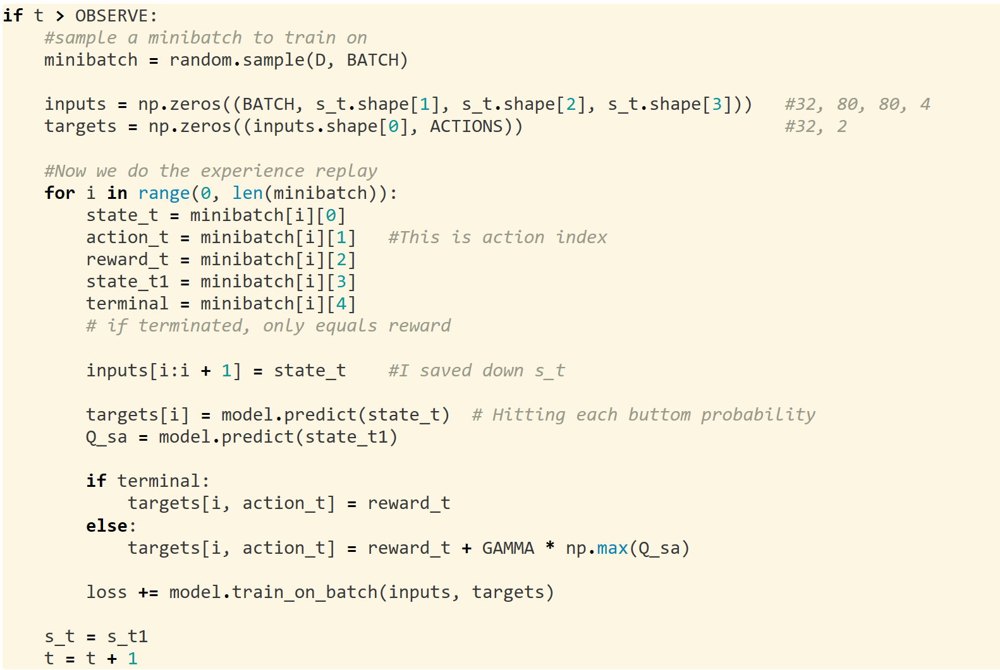 if t > OBSERVE:
    #sample a minibatch to train on
    minibatch = random.sample(D, BATCH)

    inputs = np.zeros((BATCH, s_t.shape[1], s_t.shape[2], s_t.shape[3]))   #32, 80, 80, 4
    targets = np.zeros((inputs.shape[0], ACTIONS))                         #32, 2

    #Now we do the experience replay
    for i in range(0, len(minibatch)):
        state_t = minibatch[i][0]
        action_t = minibatch[i][1]   #This is action index
        reward_t = minibatch[i][2]
        state_t1 = minibatch[i][3]
        terminal = minibatch[i][4]
        # if terminated, only equals reward

        inputs[i:i + 1] = state_t    #I saved down s_t

        targets[i] = model.predict(state_t)  # Hitting each buttom probability
        Q_sa = model.predict(state_t1)

        if terminal:
            targets[i, action_t] = reward_t
        else:
            targets[i, action_t] = reward_t + GAMMA * np.max(Q_sa)

        loss += model.train_on_batch(inputs, targets)

    s_t = s_t1
    t = t + 1